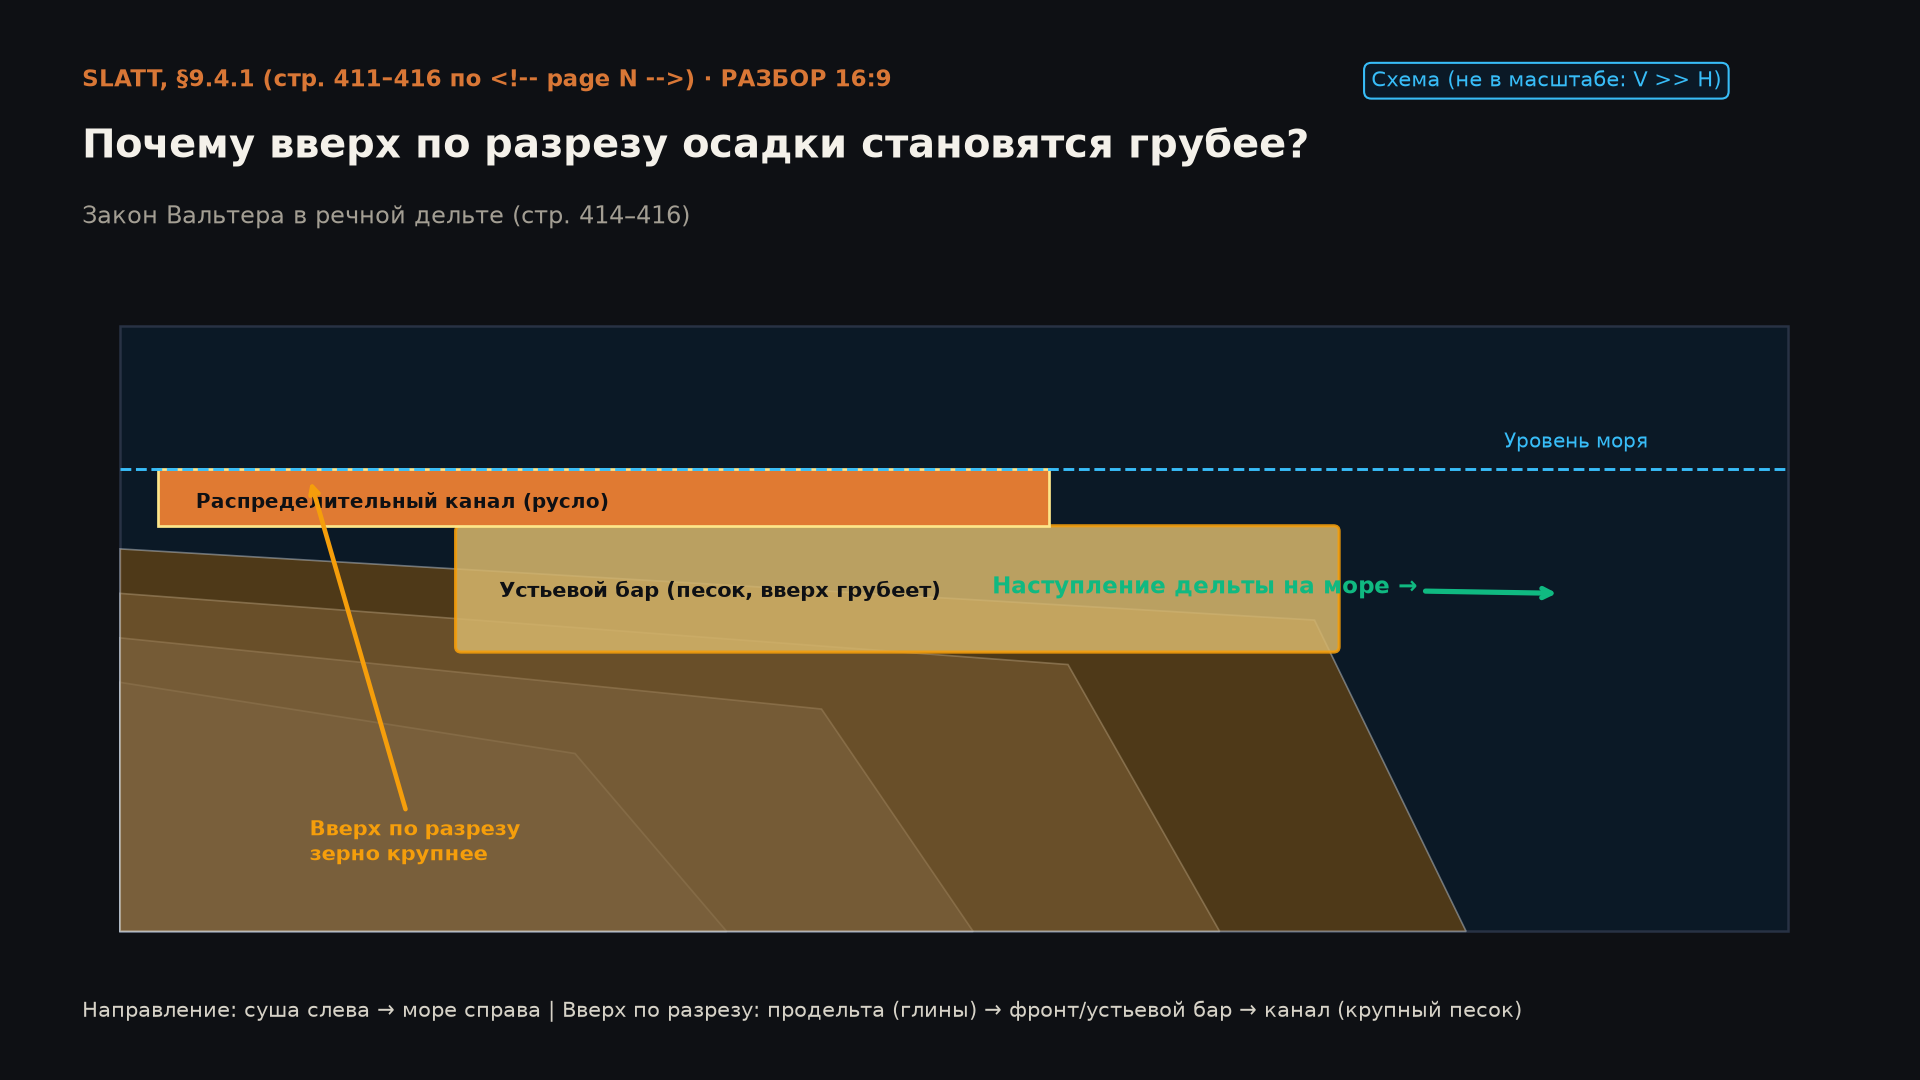 SLATT, §9.4.1 (стр. 411–416 по <!-- page N -->) · РАЗБОР 16:9
Схема (не в масштабе: V >> H)
Почему вверх по разрезу осадки становятся грубее?
Закон Вальтера в речной дельте (стр. 414–416)
Уровень моря
Распределительный канал (русло)
Устьевой бар (песок, вверх грубеет)
Наступление дельты на море →
Вверх по разрезу
зерно крупнее
Направление: суша слева → море справа | Вверх по разрезу: продельта (глины) → фронт/устьевой бар → канал (крупный песок)